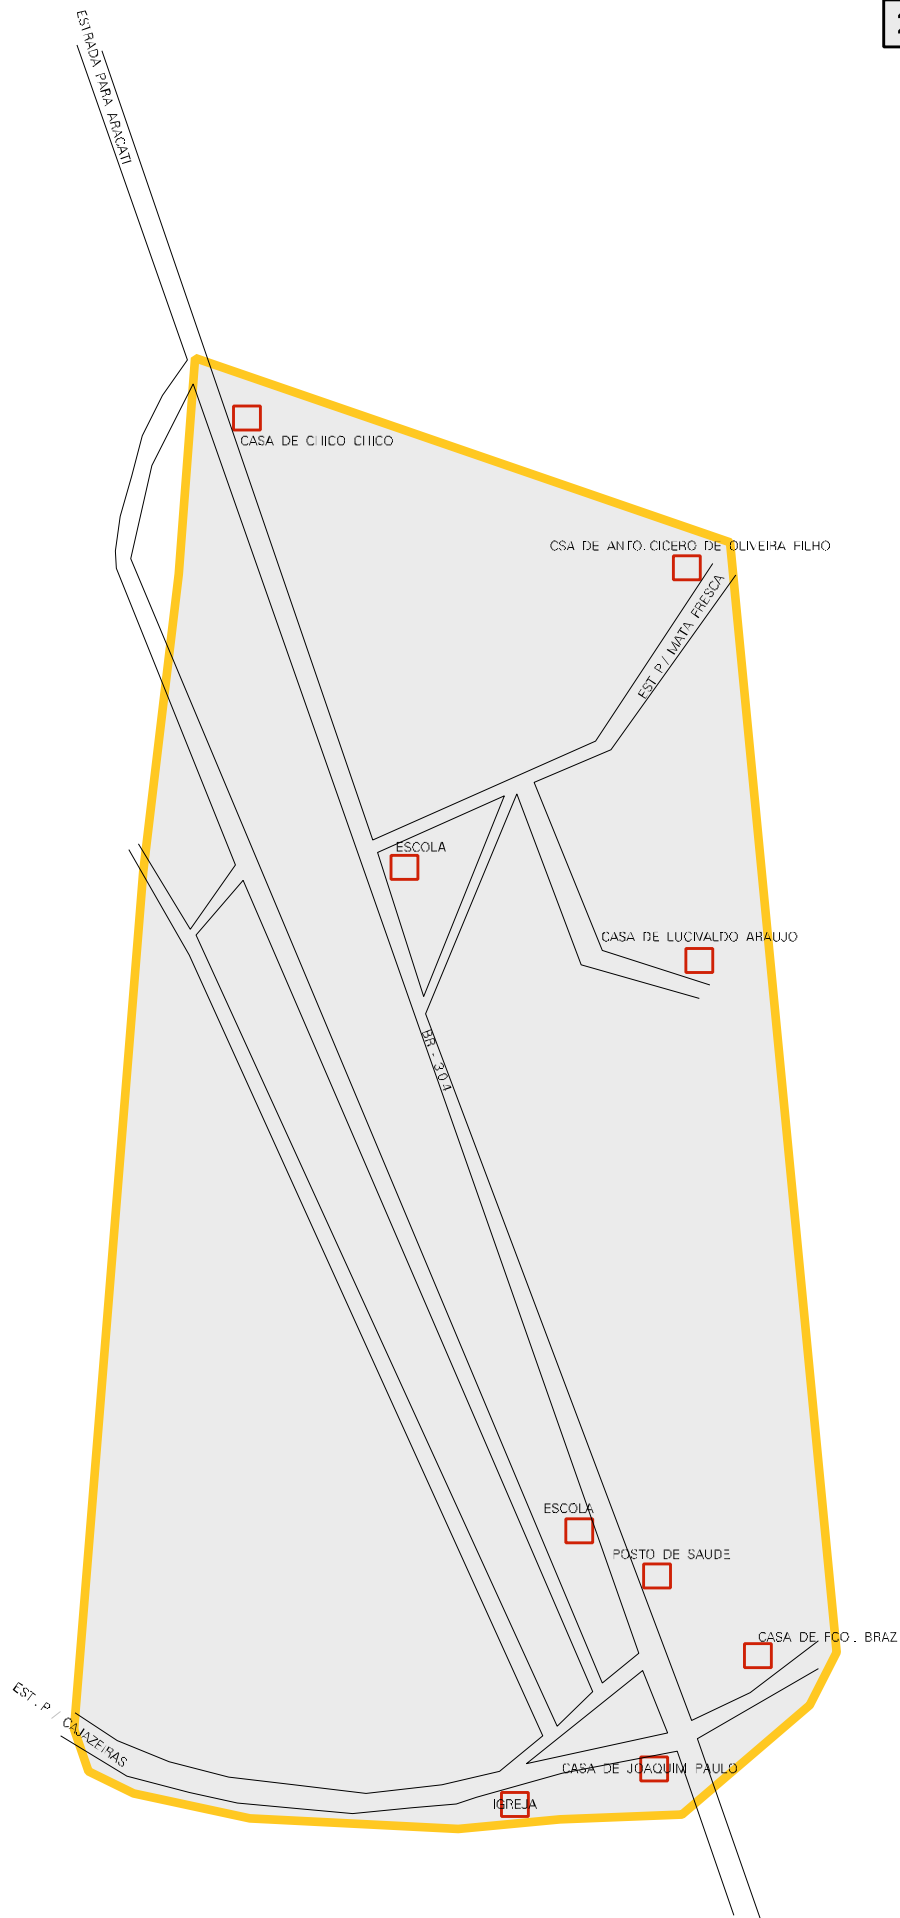 ESTRADA PARA ARACATI
CASA DE CHICO CHICO
CSA DE ANTO. CICERO DE OLIVEIRA FILHO
EST. P/ MATA FRESCA
ESCOLA
CASA DE LUCIVALDO ARAUJO
BR - 304
ESCOLA
POSTO DE SAUDE
CASA DE FCO. BRAZ
EST. P / CAJAZEIRAS
CASA DE JOAQUIM PAULO
IGREJA